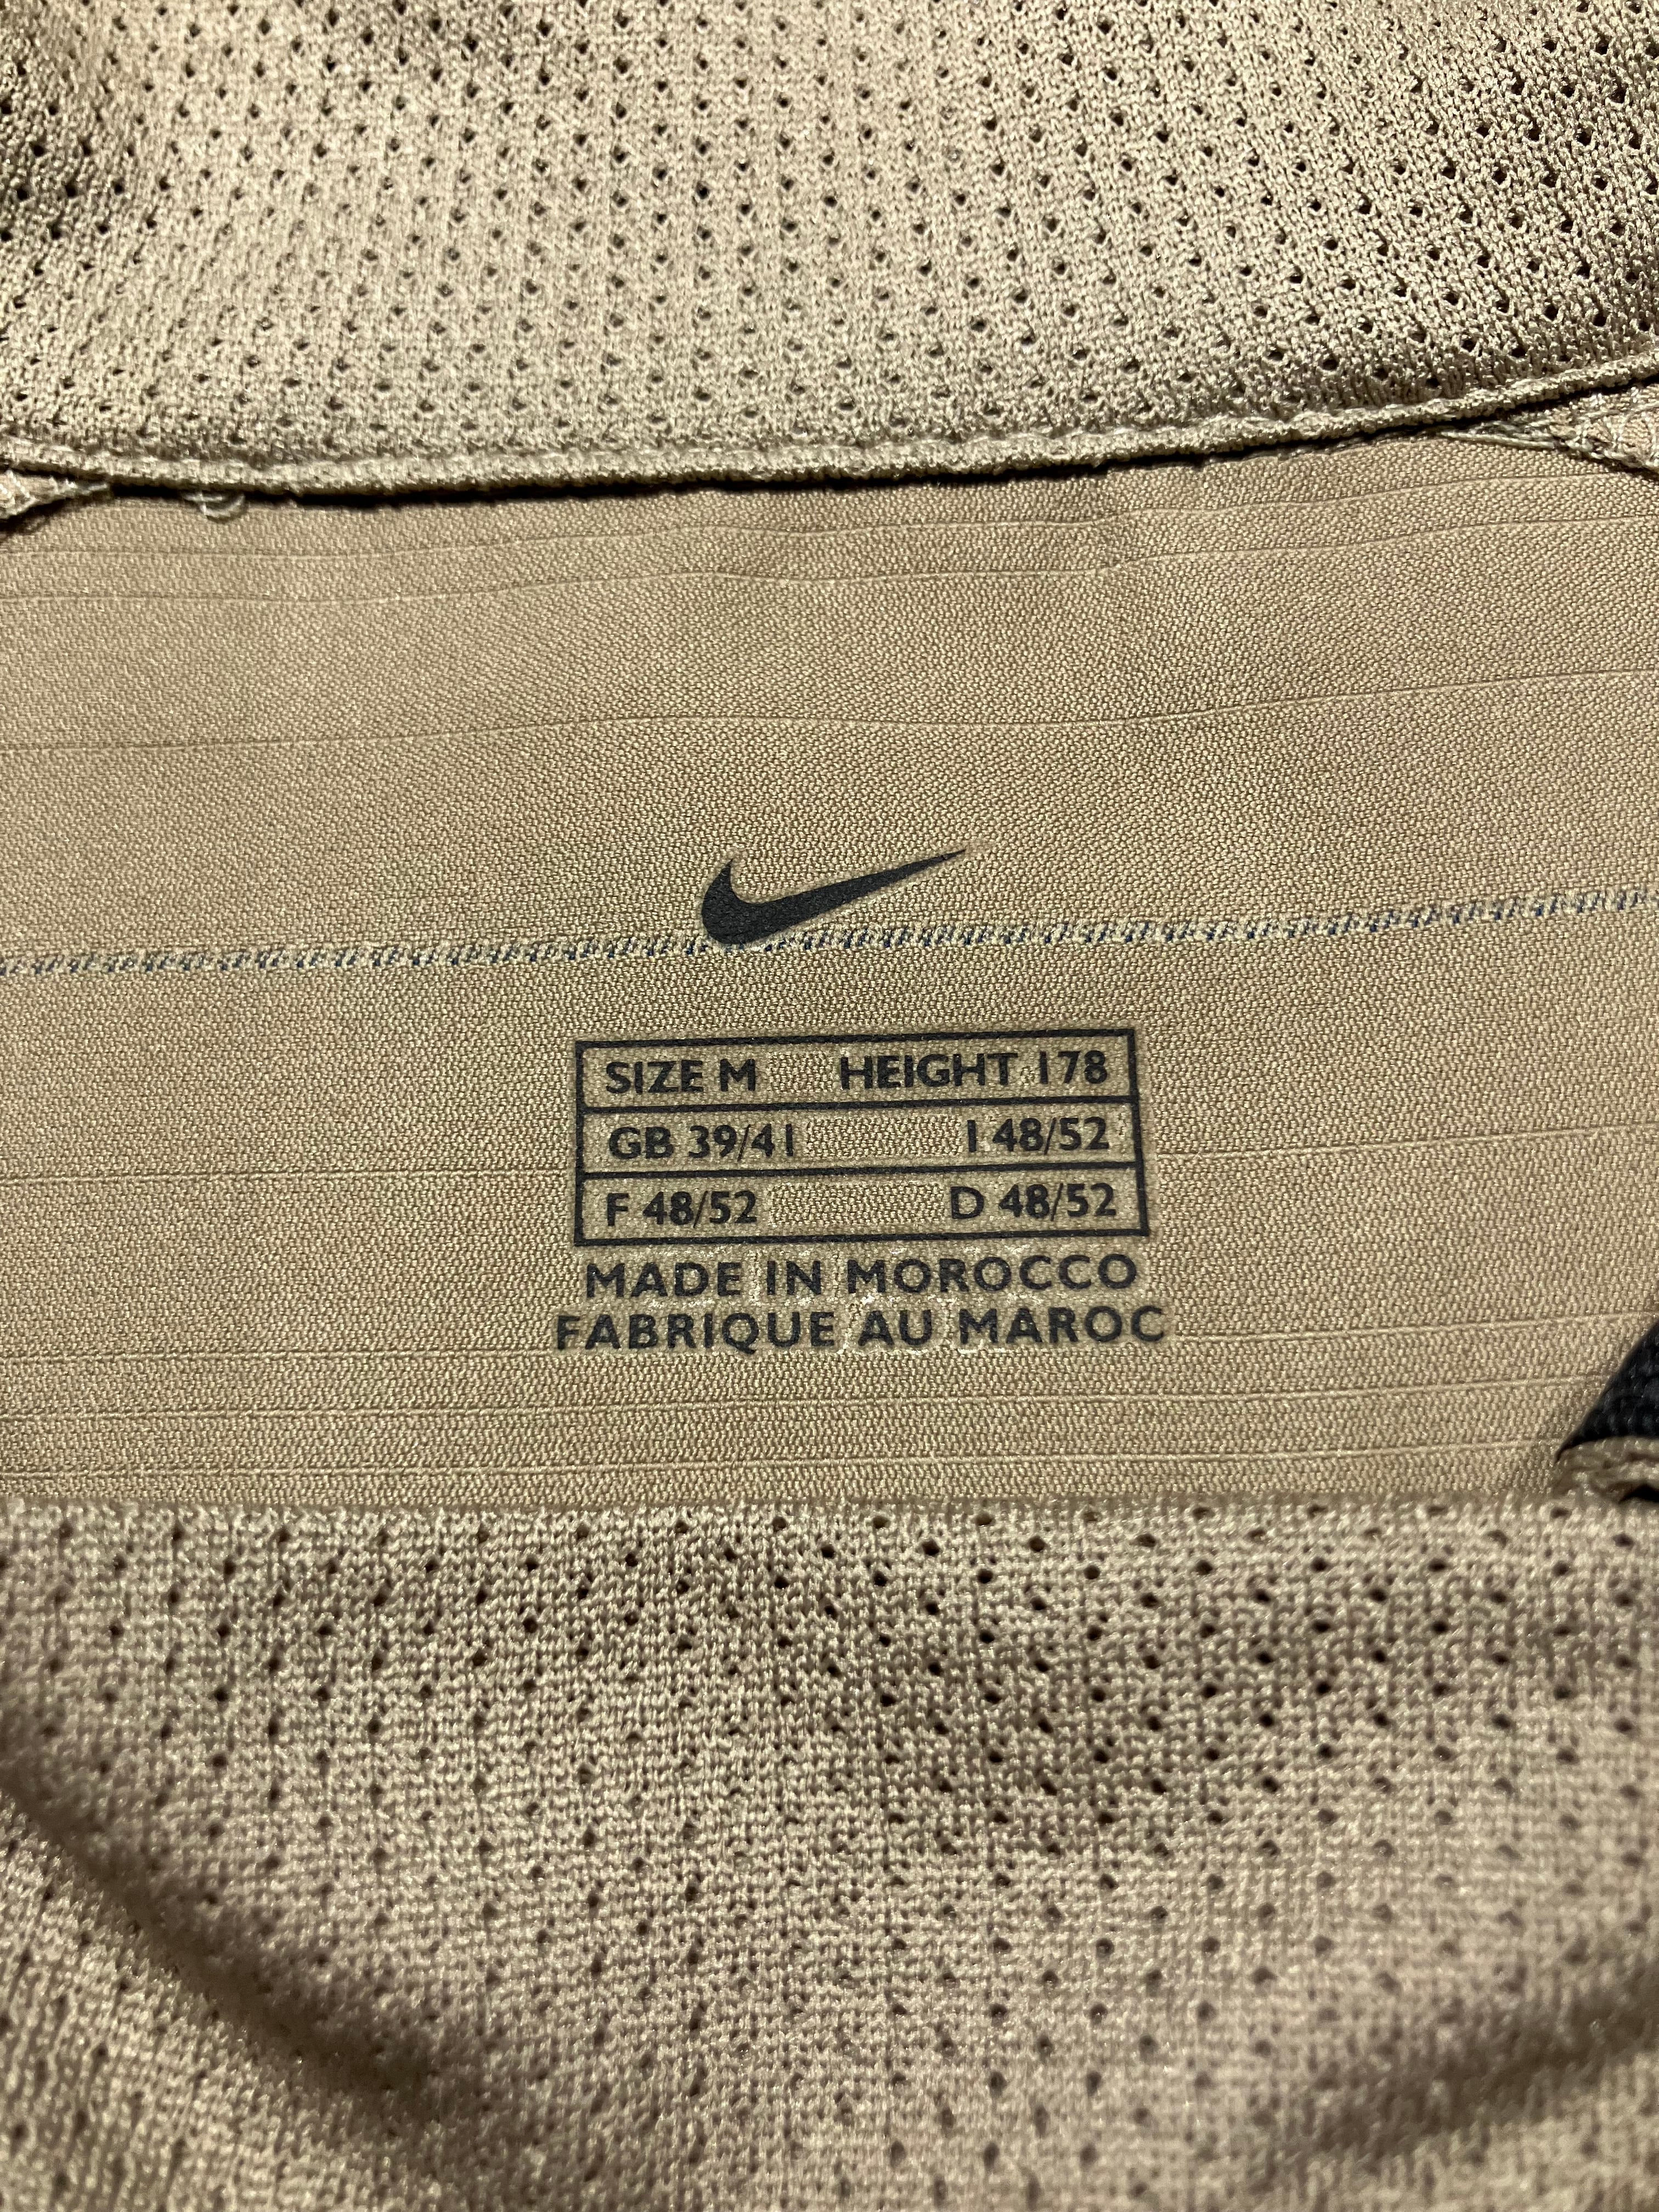 SIZE M HEIGHT 178
GB 39/41 I 48/52
F 48/52 D 48/52
MADE IN MOROCCO
FABRIQUE AU MAROC